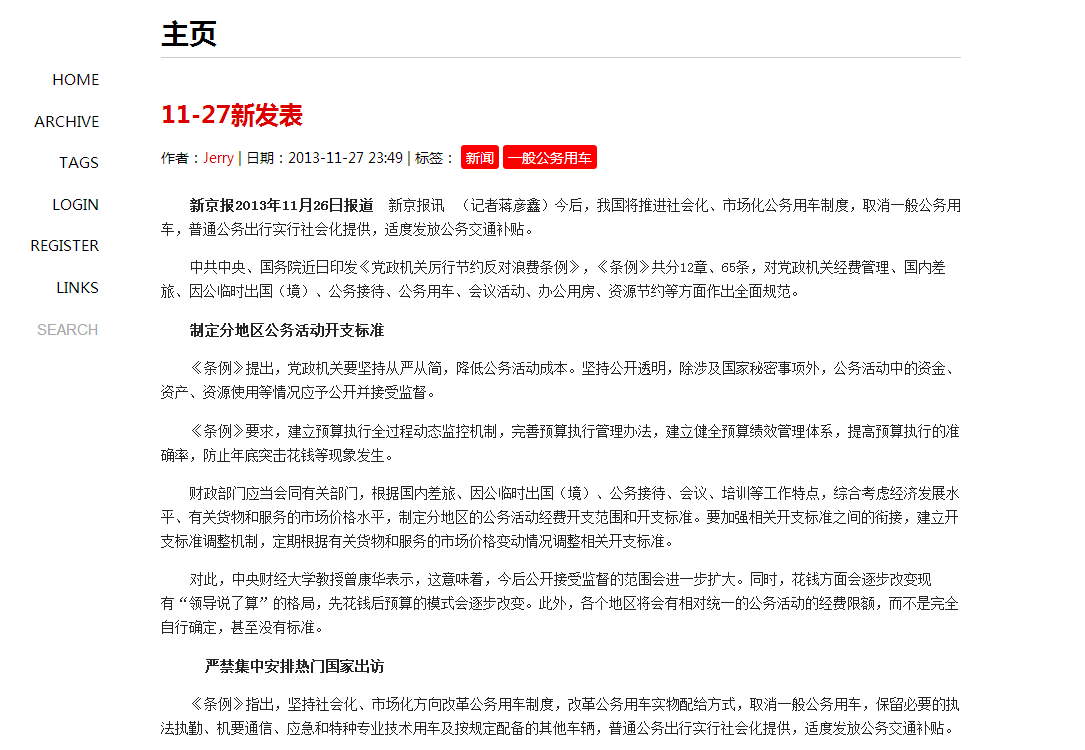 主页
HOME
ARCHIVE
TAGS
LOGIN
REGISTER
LINKS
SEARCH
11-27新发表
作者：Jerry | 日期：2013-11-27 23:49 | 标签： 新闻 一般公务用车
新京报2013年11月26日报道 新京报讯 （记者蒋彦鑫）今后，我国将推进社会化、市场化公务用车制度，取消一般公务用
车，普通公务出行实行社会化提供，适度发放公务交通补贴。
中共中央、国务院近日印发《党政机关厉行节约反对浪费条例》，《条例》共分12章、65条，对党政机关经费管理、国内差
旅、因公临时出国（境）、公务接待、公务用车、会议活动、办公用房、资源节约等方面作出全面规范。
制定分地区公务活动开支标准
《条例》提出，党政机关要坚持从严从简，降低公务活动成本。坚持公开透明，除涉及国家秘密事项外，公务活动中的资金、
资产、资源使用等情况应予公开并接受监督。
《条例》要求，建立预算执行全过程动态监控机制，完善预算执行管理办法，建立健全预算绩效管理体系，提高预算执行的准
确率，防止年底突击花钱等现象发生。
财政部门应当会同有关部门，根据国内差旅、因公临时出国（境）、公务接待、会议、培训等工作特点，综合考虑经济发展水
平、有关货物和服务的市场价格水平，制定分地区的公务活动经费开支范围和开支标准。要加强相关开支标准之间的衔接，建立开
支标准调整机制，定期根据有关货物和服务的市场价格变动情况调整相关开支标准。
对此，中央财经大学教授曾康华表示，这意味着，今后公开接受监督的范围会进一步扩大。同时，花钱方面会逐步改变现
有“领导说了算”的格局，先花钱后预算的模式会逐步改变。此外，各个地区将会有相对统一的公务活动的经费限额，而不是完全
自行确定，甚至没有标准。
严禁集中安排热门国家出访
《条例》指出，坚持社会化、市场化方向改革公务用车制度，改革公务用车实物配给方式，取消一般公务用车，保留必要的执
法执勤、机要通信、应急和特种专业技术用车及按规定配备的其他车辆，普通公务出行实行社会化提供，适度发放公务交通补贴。